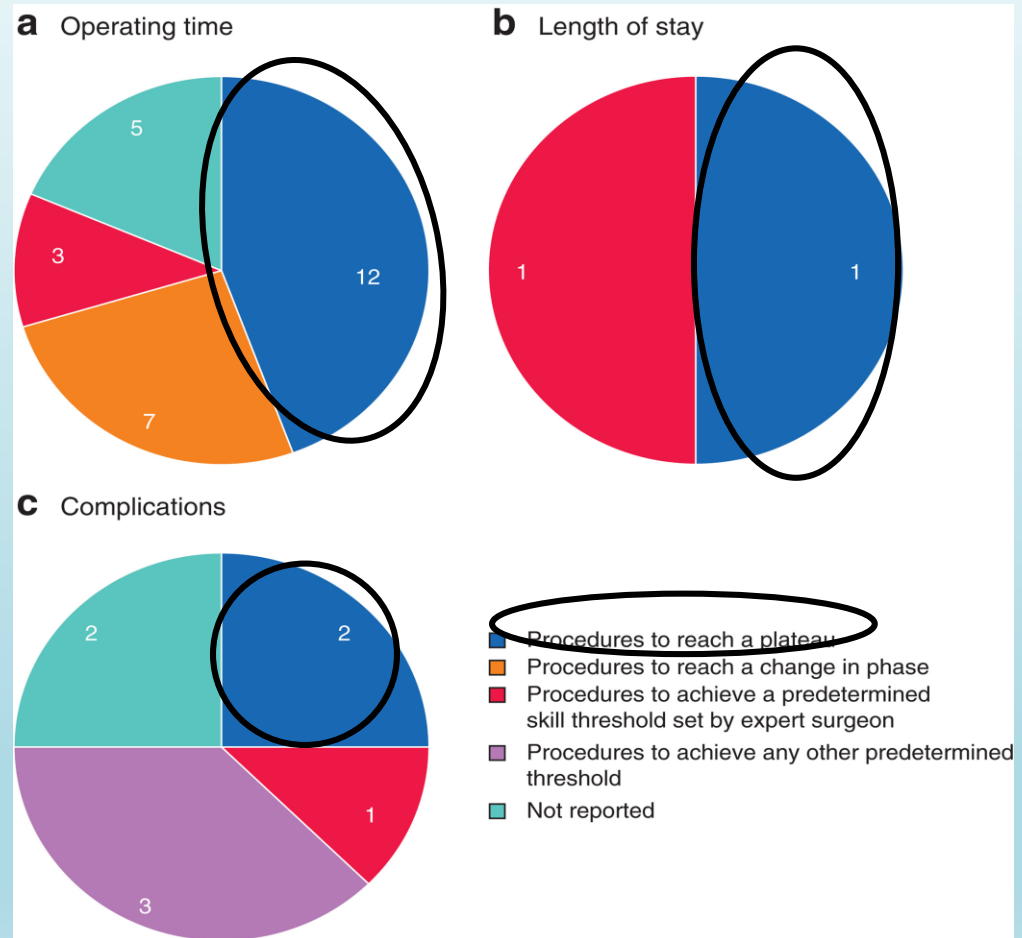 a Operating time
5
3
12
7
b Length of stay
1
1
c Complications
2
2
1
3
Procedures to reach a plateau
Procedures to reach a change in phase
Procedures to achieve a predetermined
skill threshold set by expert surgeon
Procedures to achieve any other predetermined
threshold
Not reported